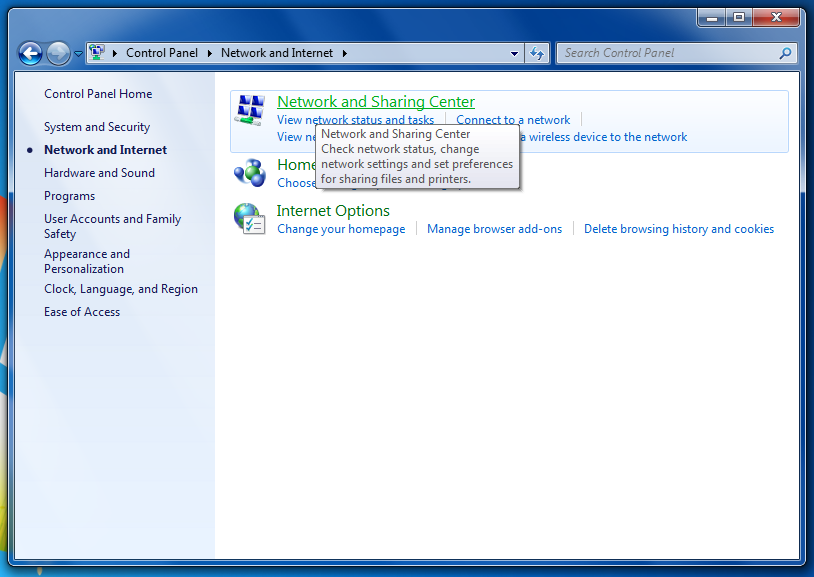 Control Panel
Network and Internet
Search Control Panel
Control Panel Home
System and Security
Network and Internet
Hardware and Sound
Programs
User Accounts and Family
Safety
Appearance and
Personalization
Clock, Language, and Region
Ease of Access
Network and Sharing Center
View network status and tasks
Connect to a network
View
a wireless device to the network
Network and Sharing Center
Check network status, change
network settings and set preferences
for sharing files and printers.
Home
Choose
Internet Options
Change your homepage
Manage browser add-ons
Delete browsing history and cookies